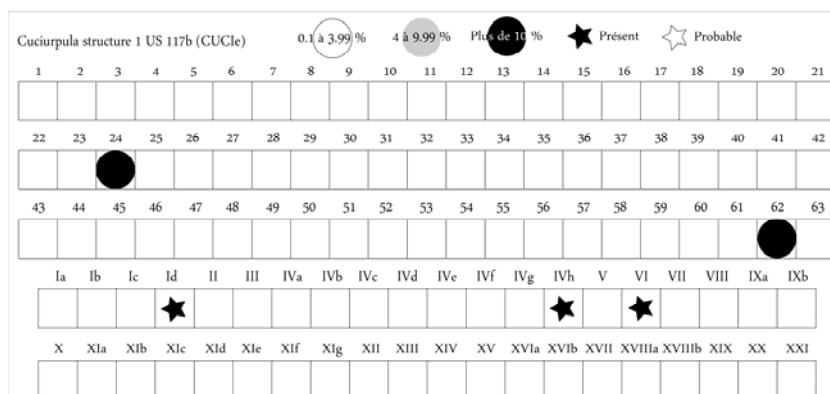 Cuciurpula structure 1 US 117b (CUCIe) 0.1 à 3.99 % 4 à 9.99 % Plus de 10 % Présent Probable
1 2 3 4 5 6 7 8 9 10 11 12 13 14 15 16 17 18 19 20 21
22 23 24 25 26 27 28 29 30 31 32 33 34 35 36 37 38 39 40 41 42
43 44 45 46 47 48 49 50 51 52 53 54 55 56 57 58 59 60 61 62 63
Ia Ib Ic Id II III IVa IVb IVc IVd IVe IVf IVg IVh V VI VII VIII IXa IXb
X XIa XIb XIc XId XIe XIf XIg XII XIII XIV XV XVIa XVIb XVII XVIIIa XVIIIb XIX XX XXI